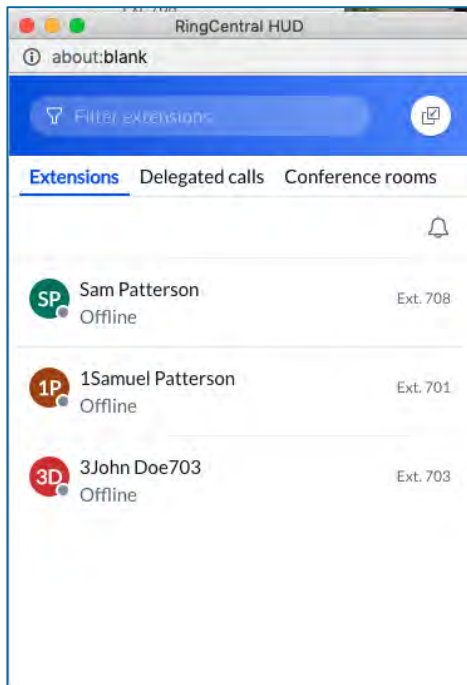 RingCentral HUD
about:blank
Filter extensions
Extensions Delegated calls Conference rooms
SP Sam Patterson Ext. 708
Offline
1P 1Samuel Patterson Ext. 701
Offline
3D 3John Doe703 Ext. 703
Offline